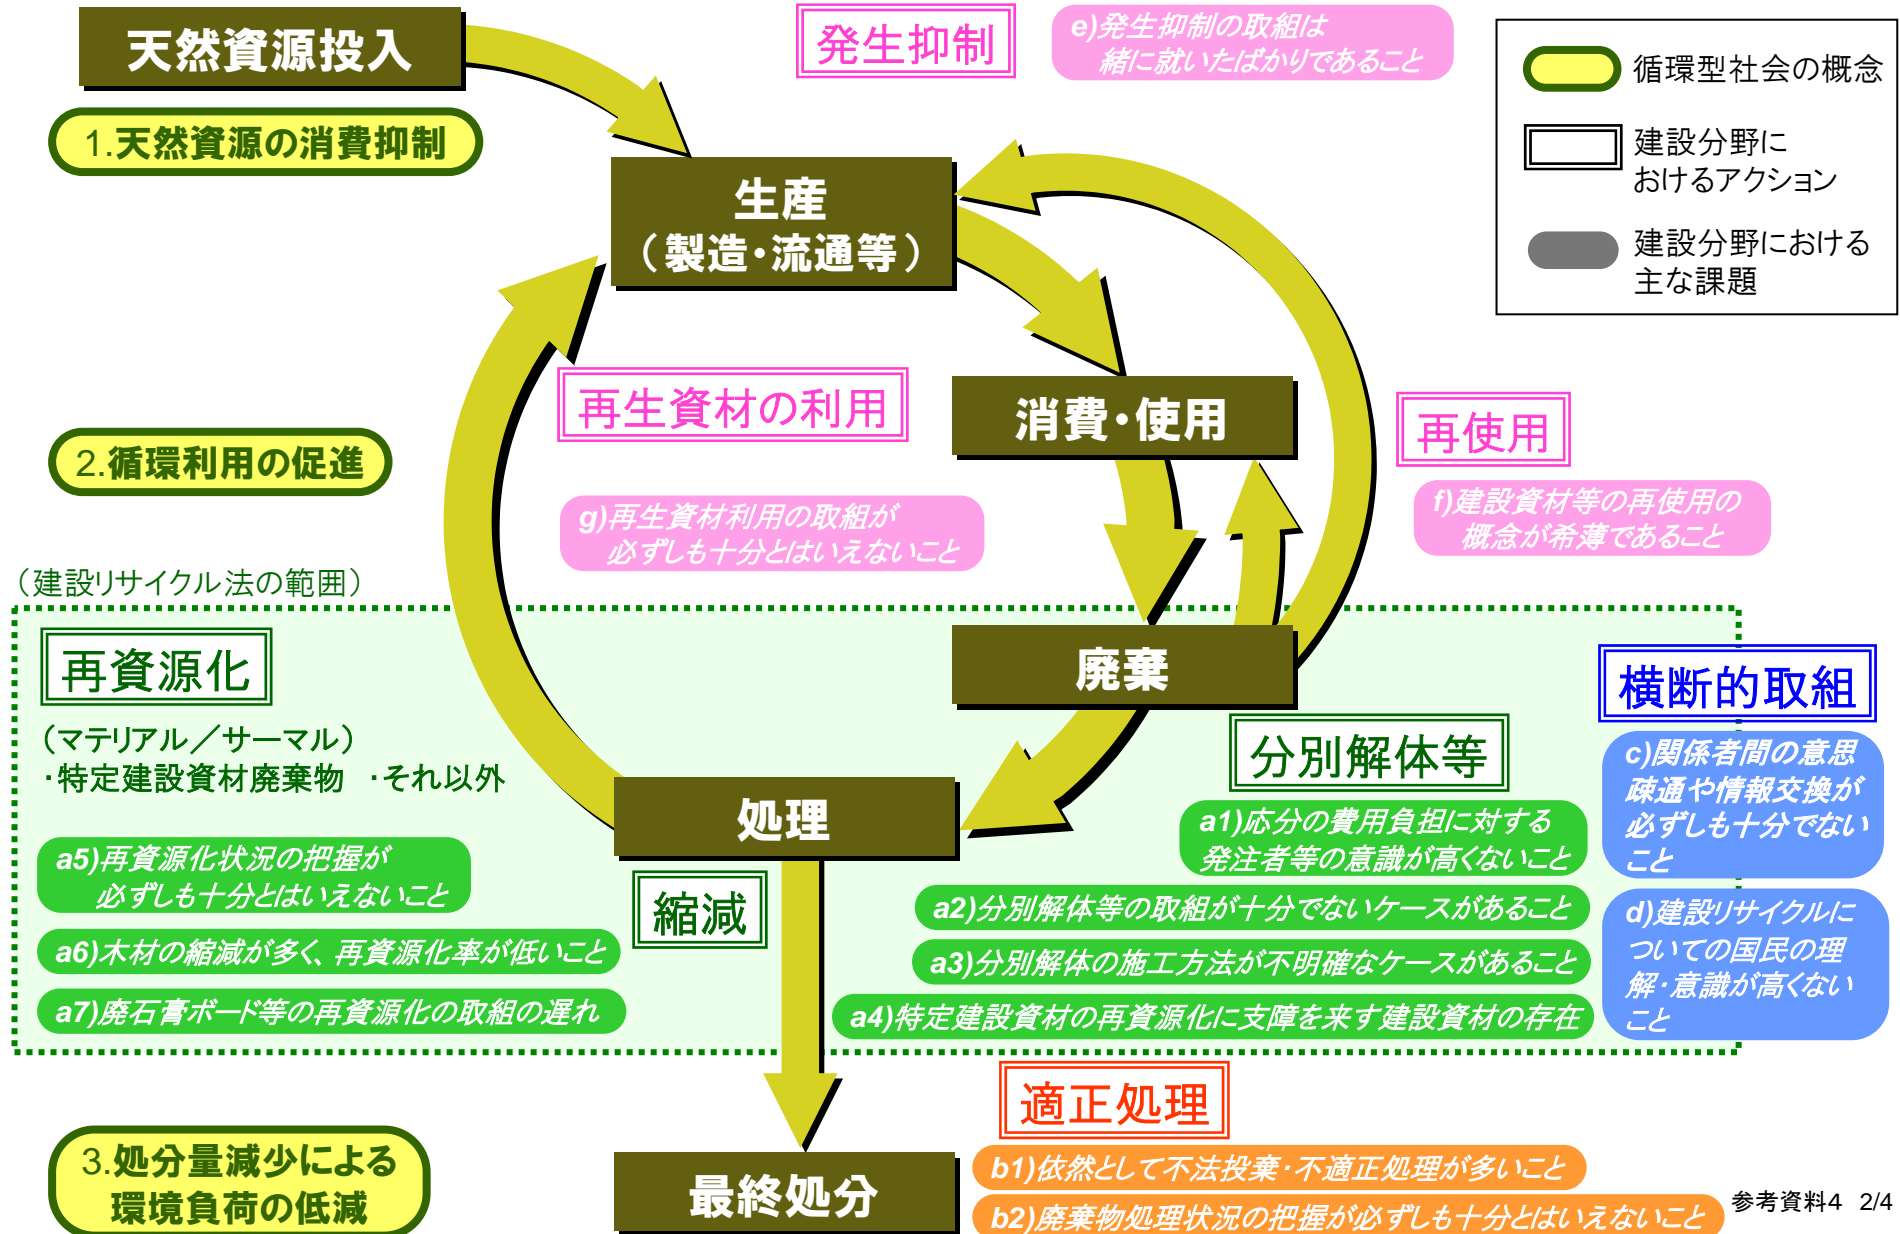 天然資源投入
発生抑制
e)発生抑制の取組は
緒に就いたばかりであること
循環型社会の概念
建設分野に
おけるアクション
建設分野における
主な課題
1.天然資源の消費抑制
生産
（製造・流通等）
再生資材の利用
消費・使用
再使用
2.循環利用の促進
g)再生資材利用の取組が
必ずしも十分とはいえないこと
f)建設資材等の再使用の
概念が希薄であること
（建設リサイクル法の範囲）
再資源化
（マテリアル／サーマル）
・特定建設資材廃棄物　・それ以外
廃棄
横断的取組
分別解体等
c)関係者間の意思
疎通や情報交換が
必ずしも十分でない
こと
処理
a1)応分の費用負担に対する
発注者等の意識が高くないこと
a5)再資源化状況の把握が
必ずしも十分とはいえないこと
縮減
a2)分別解体等の取組が十分でないケースがあること
d)建設リサイクルに
ついての国民の理
解・意識が高くない
こと
a6)木材の縮減が多く、再資源化率が低いこと
a3)分別解体の施工方法が不明確なケースがあること
a7)廃石膏ボード等の再資源化の取組の遅れ
a4)特定建設資材の再資源化に支障を来す建設資材の存在
適正処理
3.処分量減少による
環境負荷の低減
最終処分
b1)依然として不法投棄・不適正処理が多いこと
b2)廃棄物処理状況の把握が必ずしも十分とはいえないこと
参考資料4　2/4